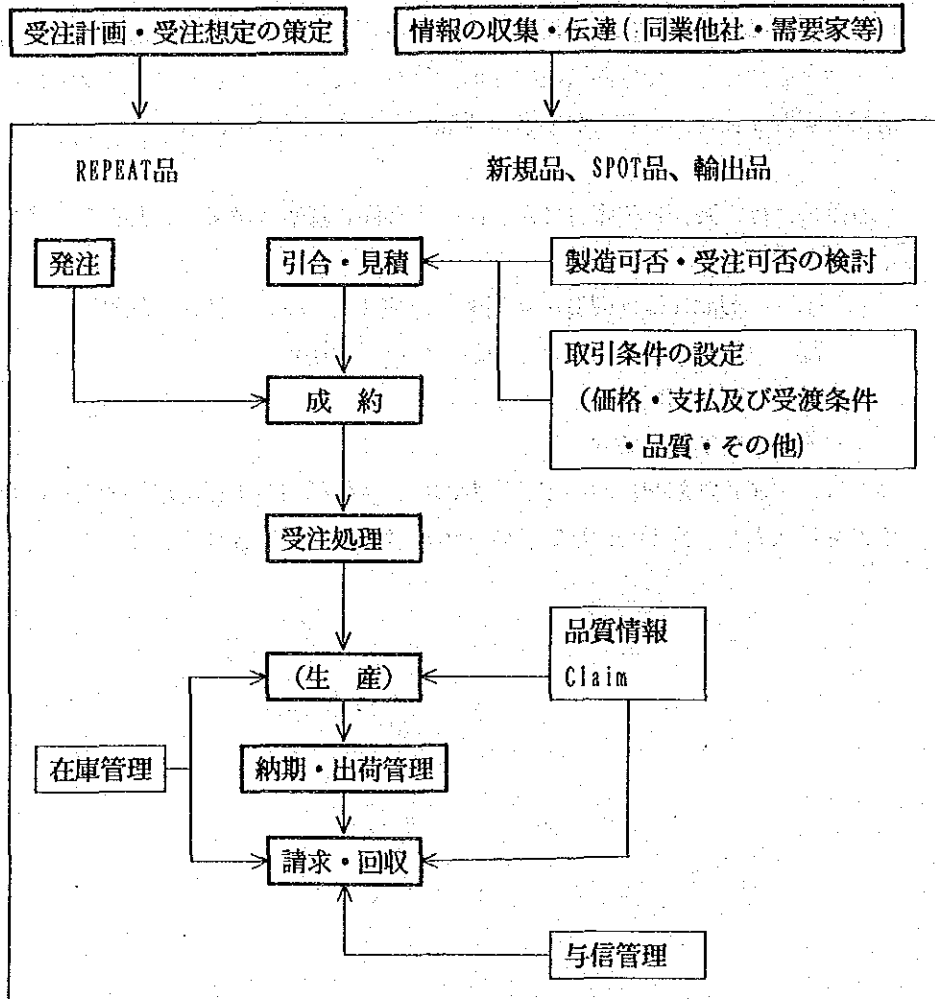 受注計画・受注想定の策定
情報の収集・伝達(同業他社・需要家等)
REPEAT品
新規品、SPOT品、輸出品
発注
引合・見積
製造可否・受注可否の検討
取引条件の設定
(価格・支払及び受渡条件
・品質・その他)
成 約
受注処理
品質情報
Claim
(生 産)
在庫管理
納期・出荷管理
請求・回収
与信管理